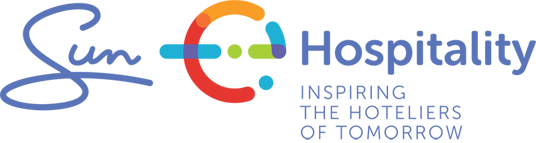 Sun Hospitality
INSPIRING
THE HOTELIERS
OF TOMORROW